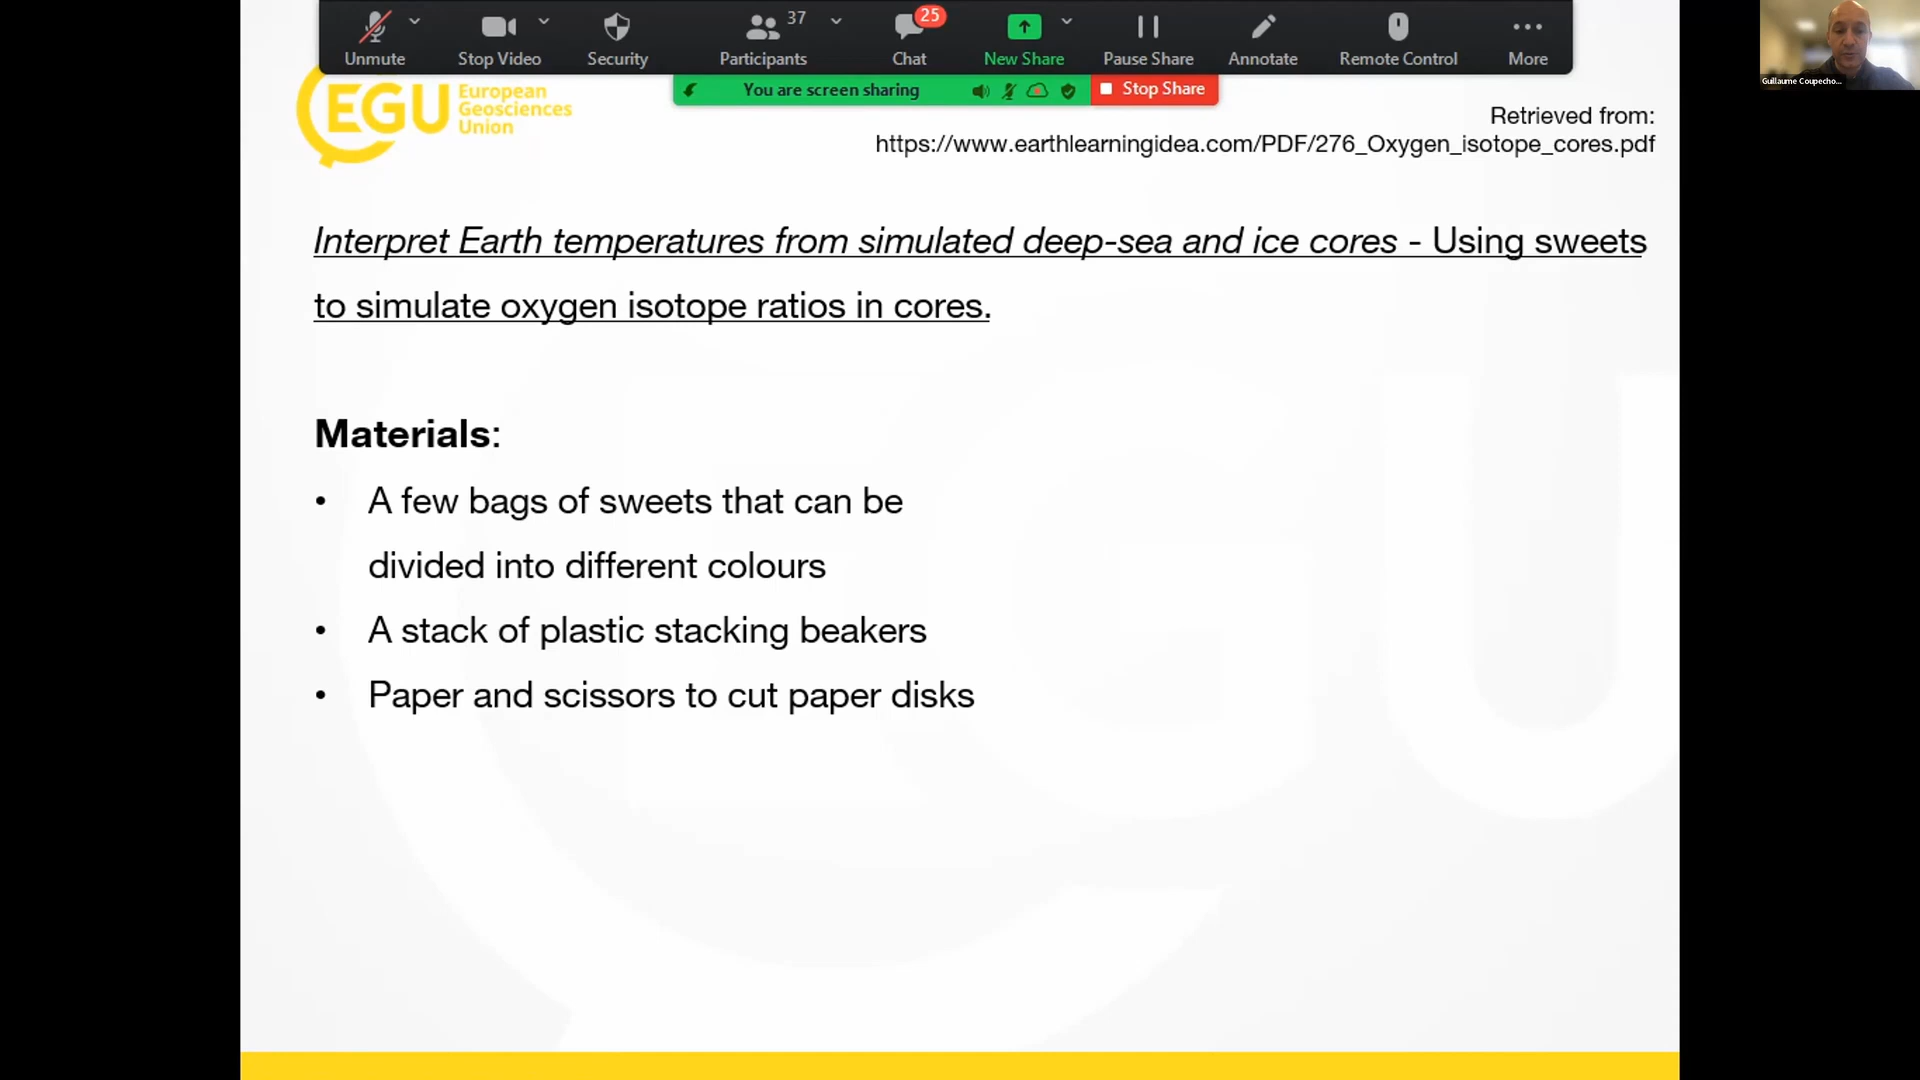 Unmute
Stop Video
Security
Participants
37
Chat
25
New Share
Pause Share
Annotate
Remote Control
More
You are screen sharing
Stop Share
Guillaume Coupecho...
EGU
European
Geosciences
Union
Retrieved from:
https://www.earthlearningidea.com/PDF/276_Oxygen_isotope_cores.pdf
Interpret Earth temperatures from simulated deep-sea and ice cores - Using sweets
to simulate oxygen isotope ratios in cores.
Materials:
• A few bags of sweets that can be
divided into different colours
• A stack of plastic stacking beakers
• Paper and scissors to cut paper disks